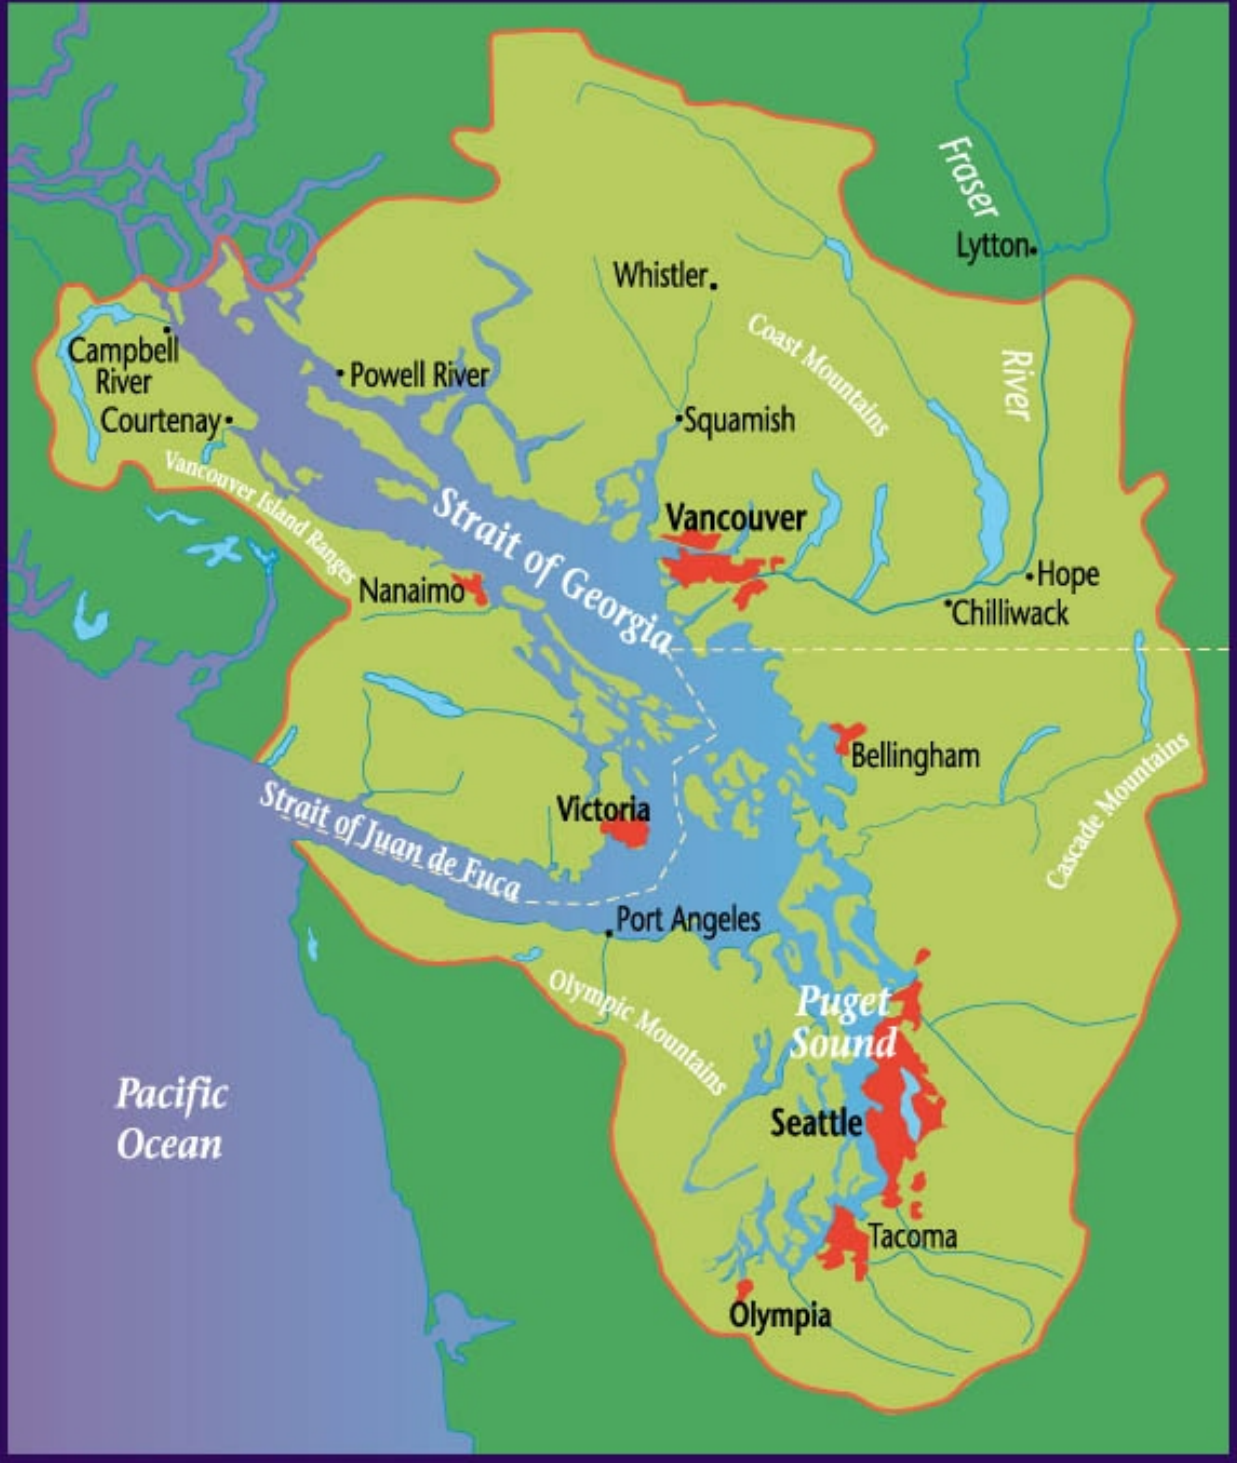 Fraser
River
Lytton
Whistler
Coast Mountains
Campbell
River
Powell River
Courtenay
Squamish
Vancouver Island Ranges
Strait of Georgia
Vancouver
Nanaimo
Hope
Chilliwack
Bellingham
Cascade Mountains
Strait of Juan de Fuca
Victoria
Port Angeles
Olympic Mountains
Puget
Sound
Pacific
Ocean
Seattle
Tacoma
Olympia